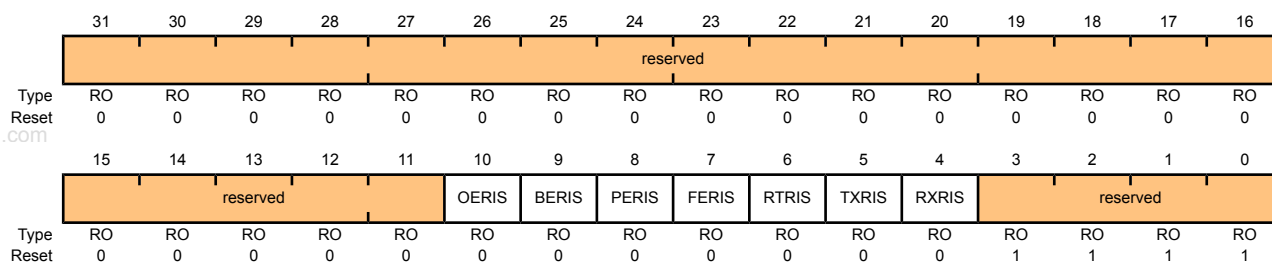 31 30 29 28 27 26 25 24 23 22 21 20 19 18 17 16
reserved
Type RO RO RO RO RO RO RO RO RO RO RO RO RO RO RO RO
Reset 0 0 0 0 0 0 0 0 0 0 0 0 0 0 0 0
.com
15 14 13 12 11 10 9 8 7 6 5 4 3 2 1 0
reserved OERIS BERIS PERIS FERIS RTRIS TXRIS RXRIS reserved
Type RO RO RO RO RO RO RO RO RO RO RO RO RO RO RO RO
Reset 0 0 0 0 0 0 0 0 0 0 0 0 1 1 1 1